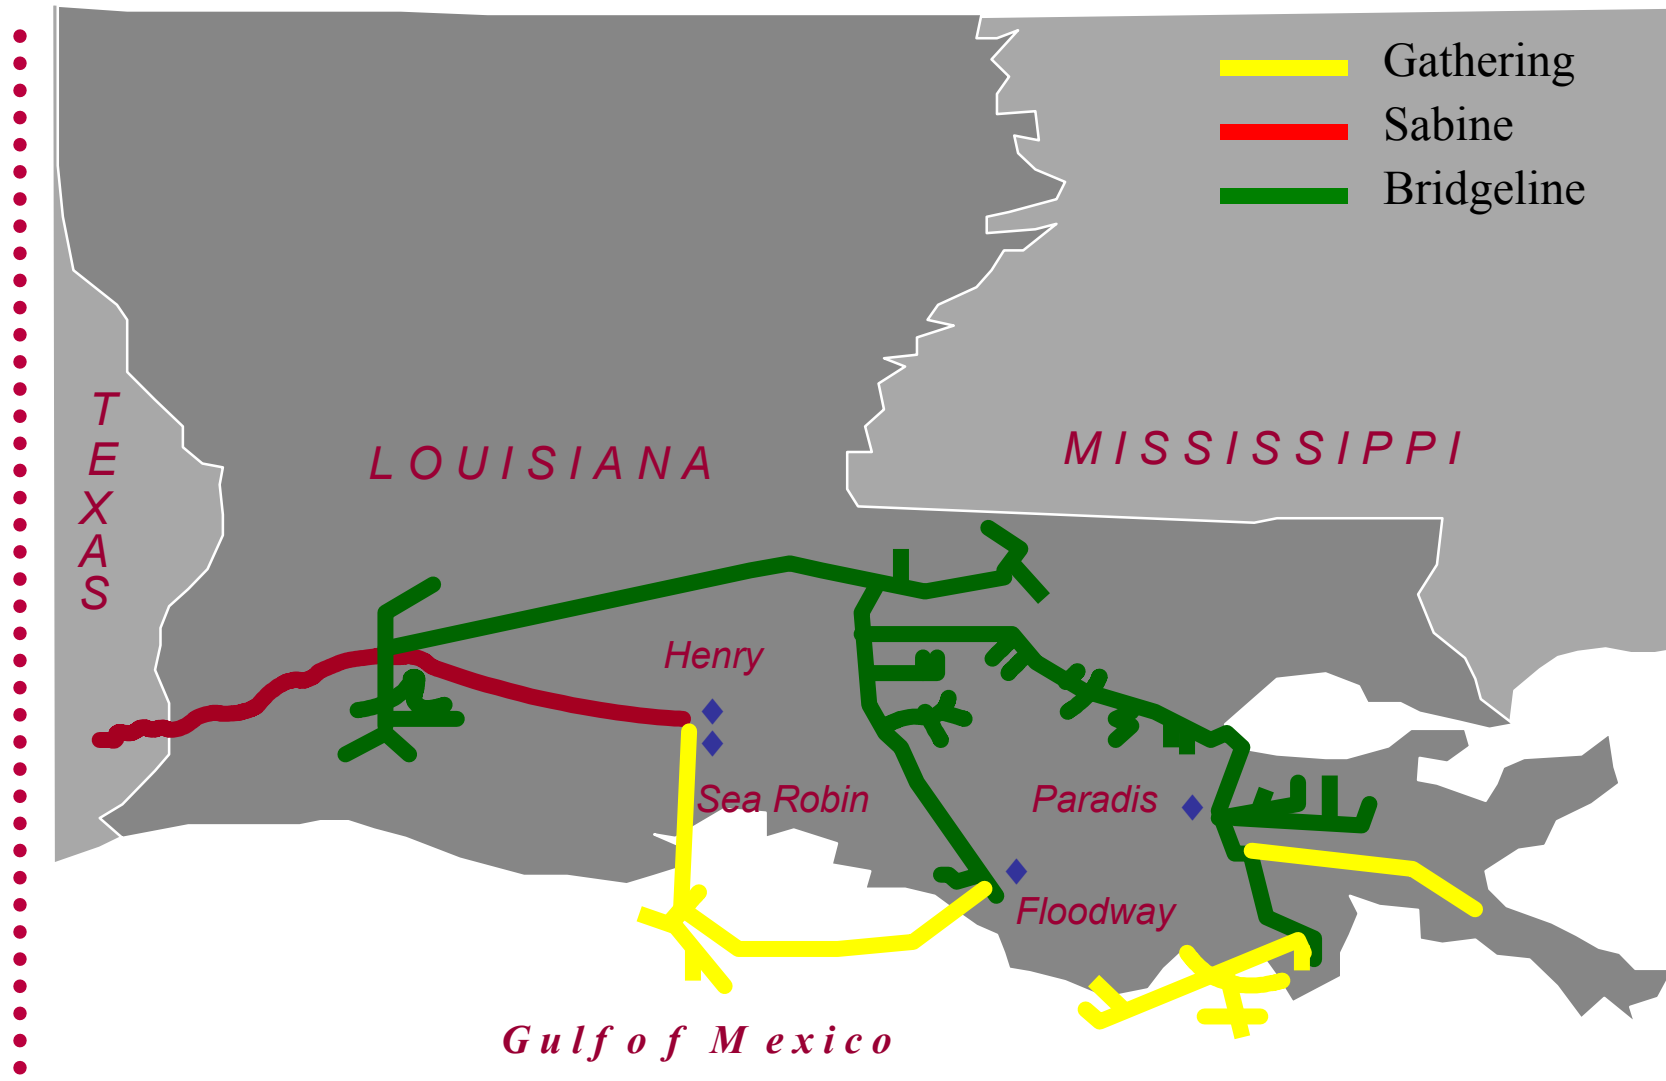 Gathering
Sabine
Bridgeline
TEXAS
LOUISIANA
MISSISSIPPI
Henry
Sea Robin
Paradis
Floodway
Gulf of Mexico